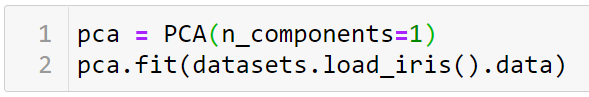 1 pca = PCA(n_components=1)
2 pca.fit(datasets.load_iris().data)